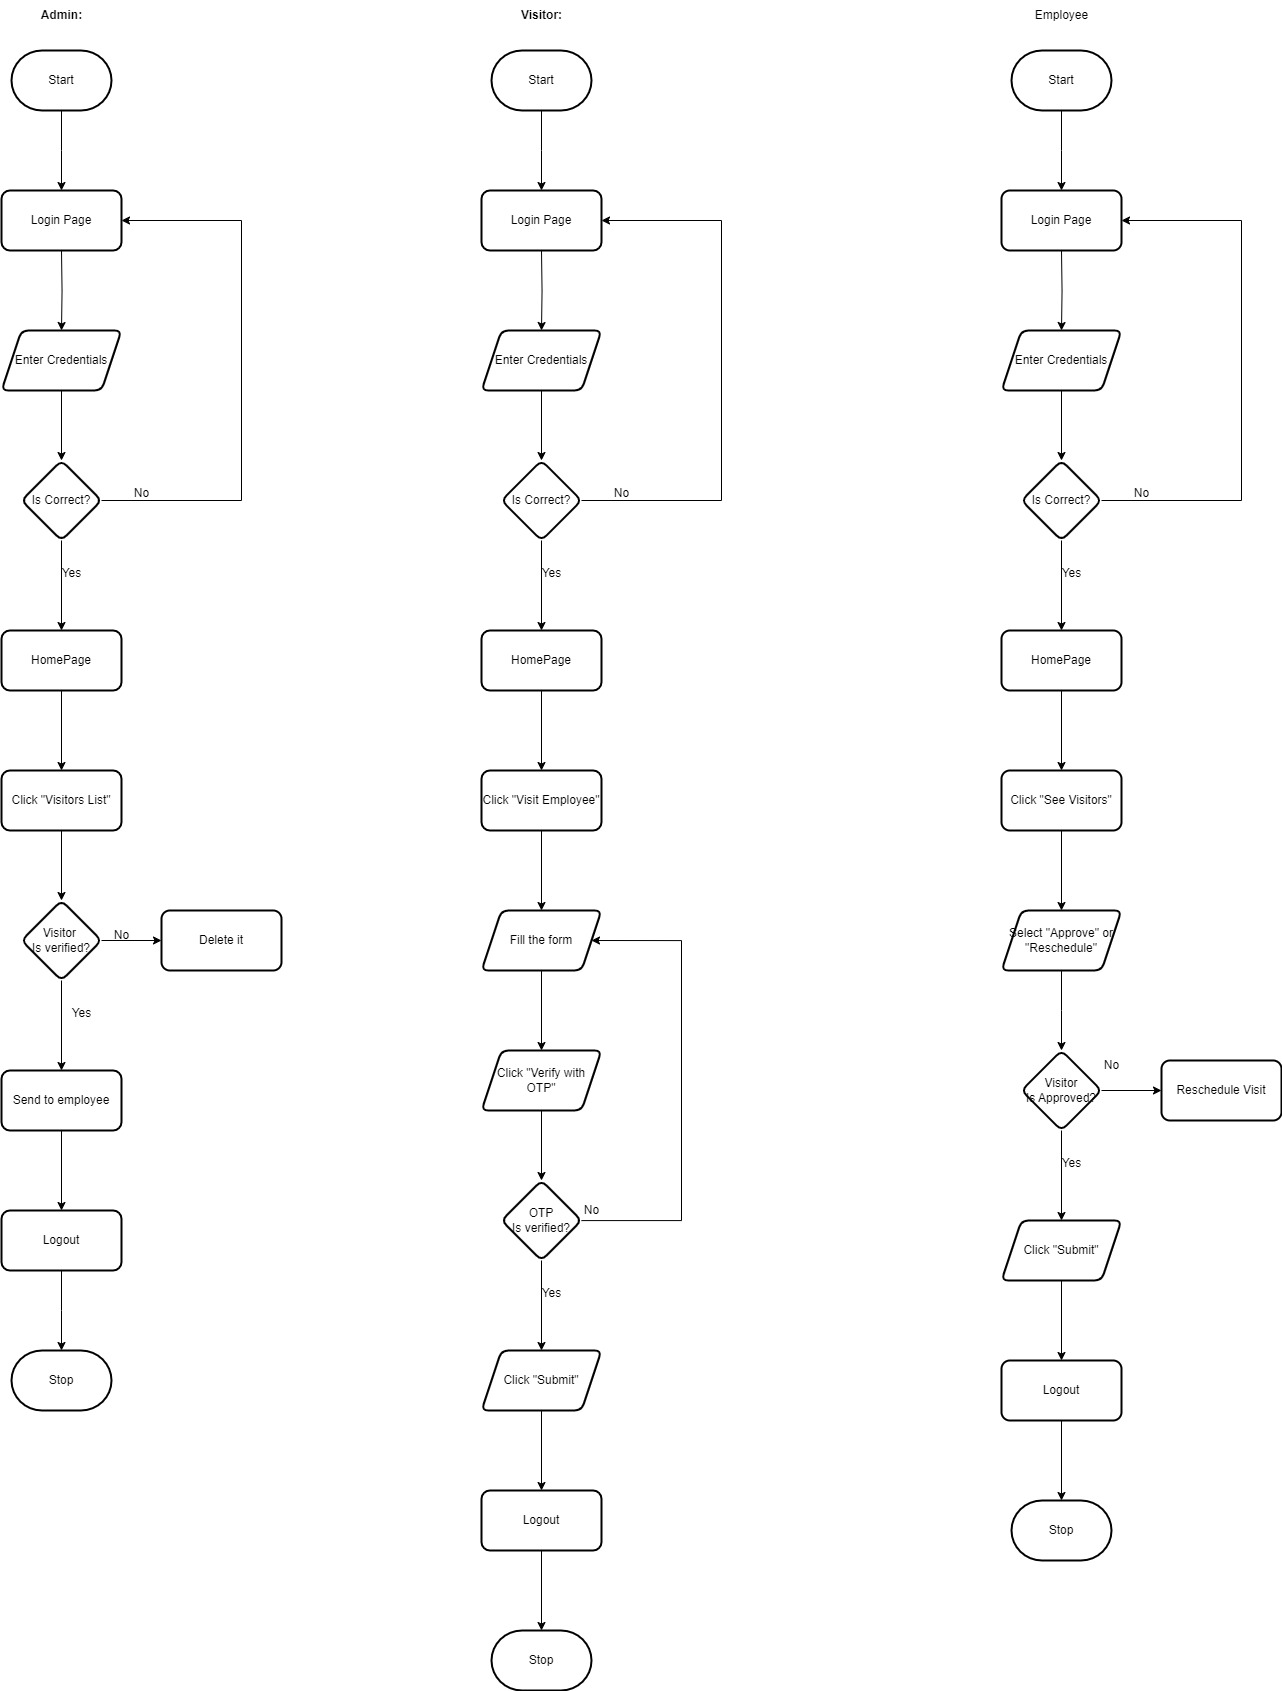 Admin:
Start
Login Page
Enter Credentials
Is Correct?
No
Yes
HomePage
Click "Visitors List"
Visitor
Is verified?
No
Delete it
Yes
Send to employee
Logout
Stop
Visitor:
Start
Login Page
Enter Credentials
Is Correct?
No
Yes
HomePage
Click "Visit Employee"
Fill the form
Click "Verify with
OTP"
OTP
Is verified?
No
Yes
Click "Submit"
Logout
Stop
Employee
Start
Login Page
Enter Credentials
Is Correct?
No
Yes
HomePage
Click "See Visitors"
Select "Approve" or
"Reschedule"
Visitor
Is Approved?
No
Reschedule Visit
Yes
Click "Submit"
Logout
Stop